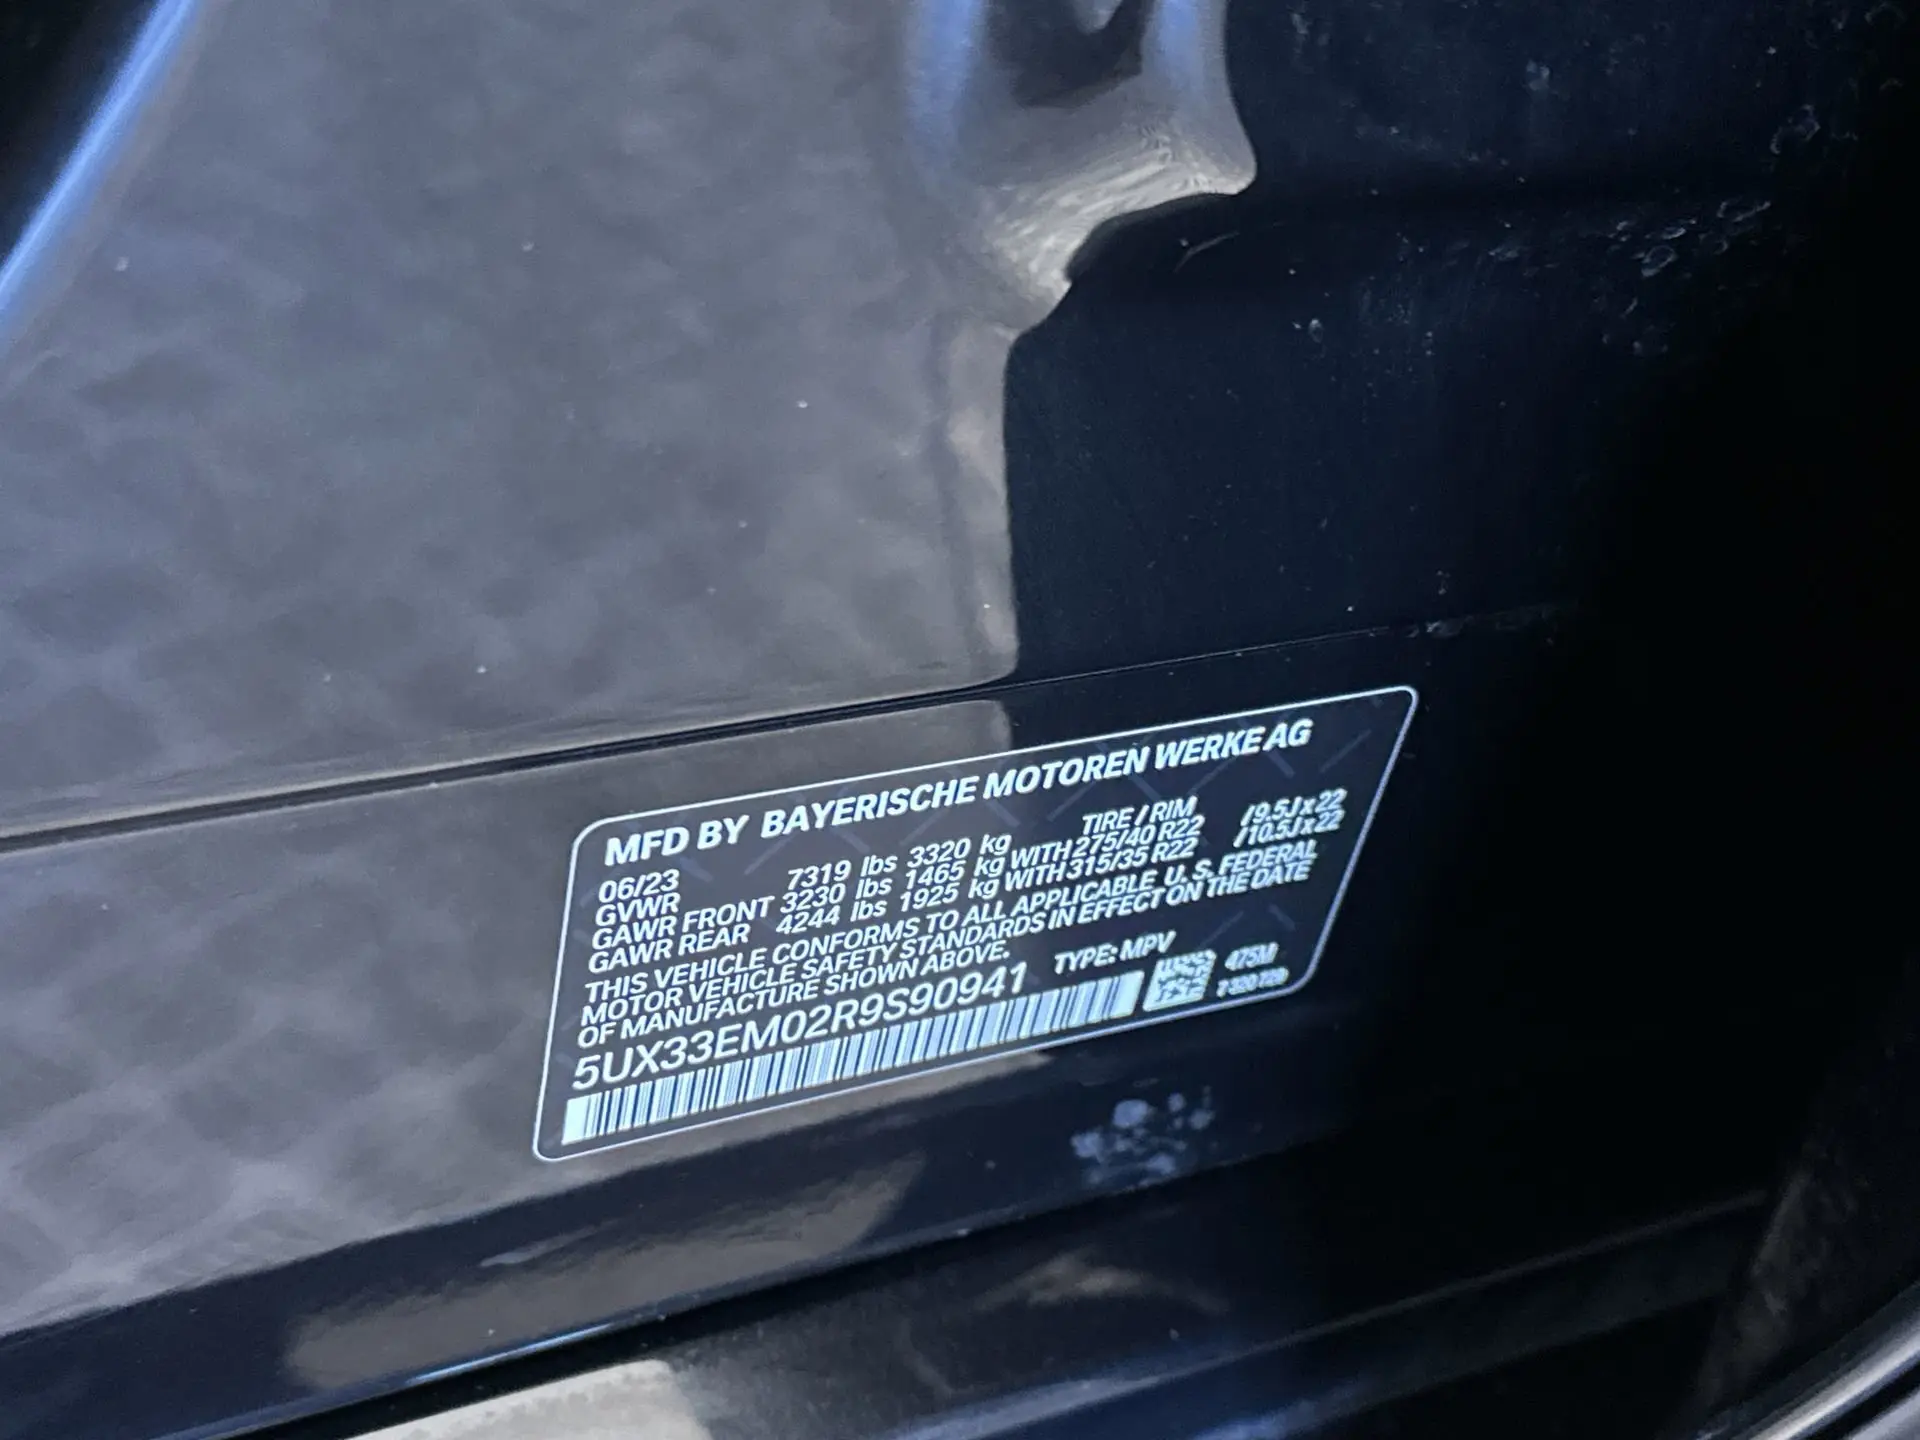 MFD BY BAYERISCHE MOTOREN WERKE AG
06/23 TIRE / RIM
GVWR 7319 lbs 3320 kg
GAWR FRONT 3230 lbs 1465 kg WITH 275/40 R22 /9.5Jx22
GAWR REAR 4244 lbs 1925 kg WITH 315/35 R22 /10.5Jx22
THIS VEHICLE CONFORMS TO ALL APPLICABLE U.S. FEDERAL
MOTOR VEHICLE SAFETY STANDARDS IN EFFECT ON THE DATE
OF MANUFACTURE SHOWN ABOVE.
5UX33EM02R9S90941 TYPE: MPV
475M
7 320 729